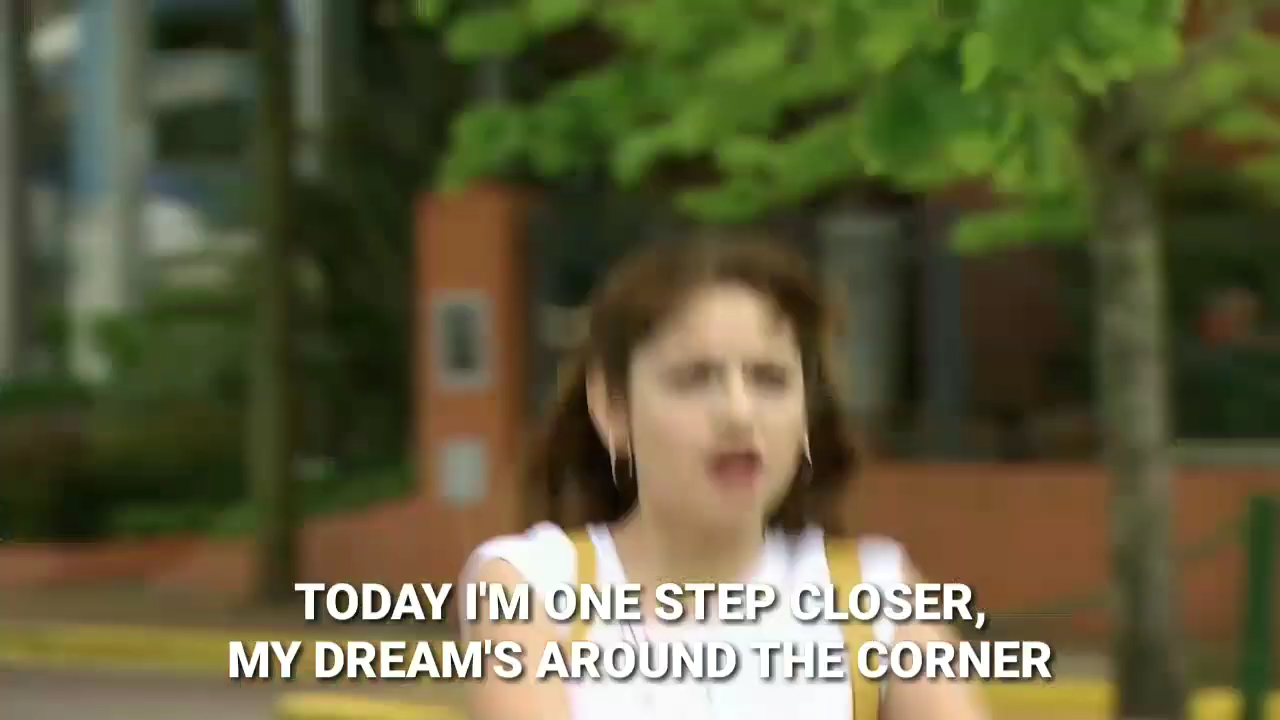 TODAY I'M ONE STEP CLOSER,
MY DREAM'S AROUND THE CORNER